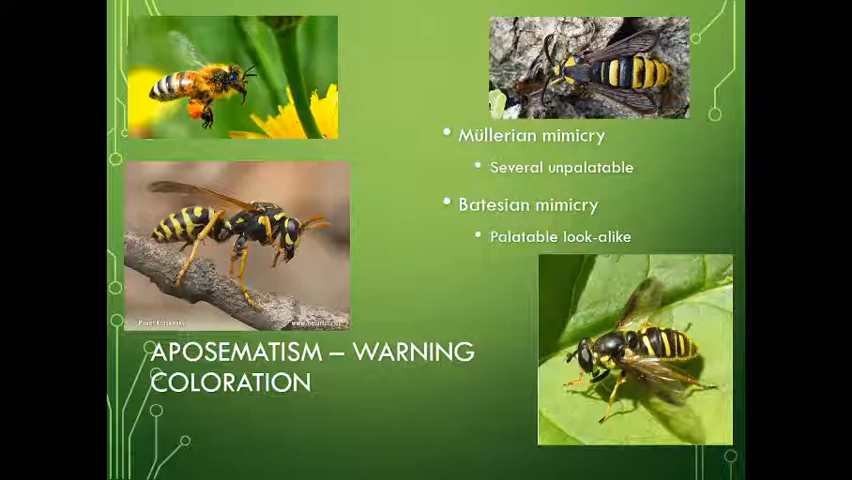 Müllerian mimicry
Several unpalatable
Batesian mimicry
Palatable look-alike
APOSEMATISM – WARNING
COLORATION